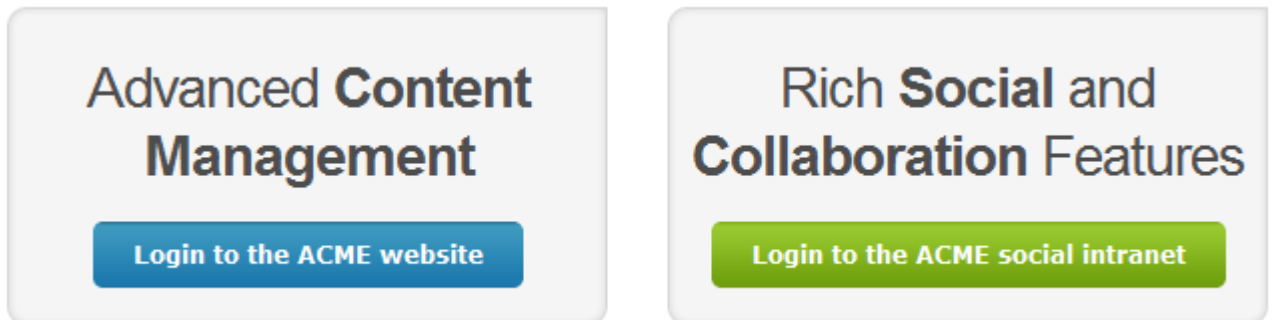 Advanced Content
Management
Login to the ACME website
Rich Social and
Collaboration Features
Login to the ACME social intranet